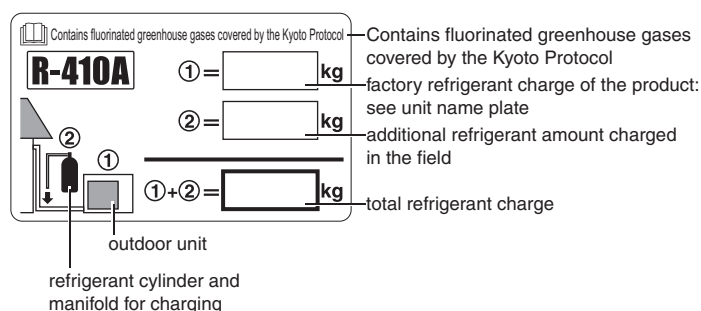 Contains fluorinated greenhouse gases covered by the Kyoto Protocol
R-410A
①=
kg
②=
kg
②
①
①+②=
kg
Contains fluorinated greenhouse gases
covered by the Kyoto Protocol
factory refrigerant charge of the product:
see unit name plate
additional refrigerant amount charged
in the field
total refrigerant charge
outdoor unit
refrigerant cylinder and
manifold for charging